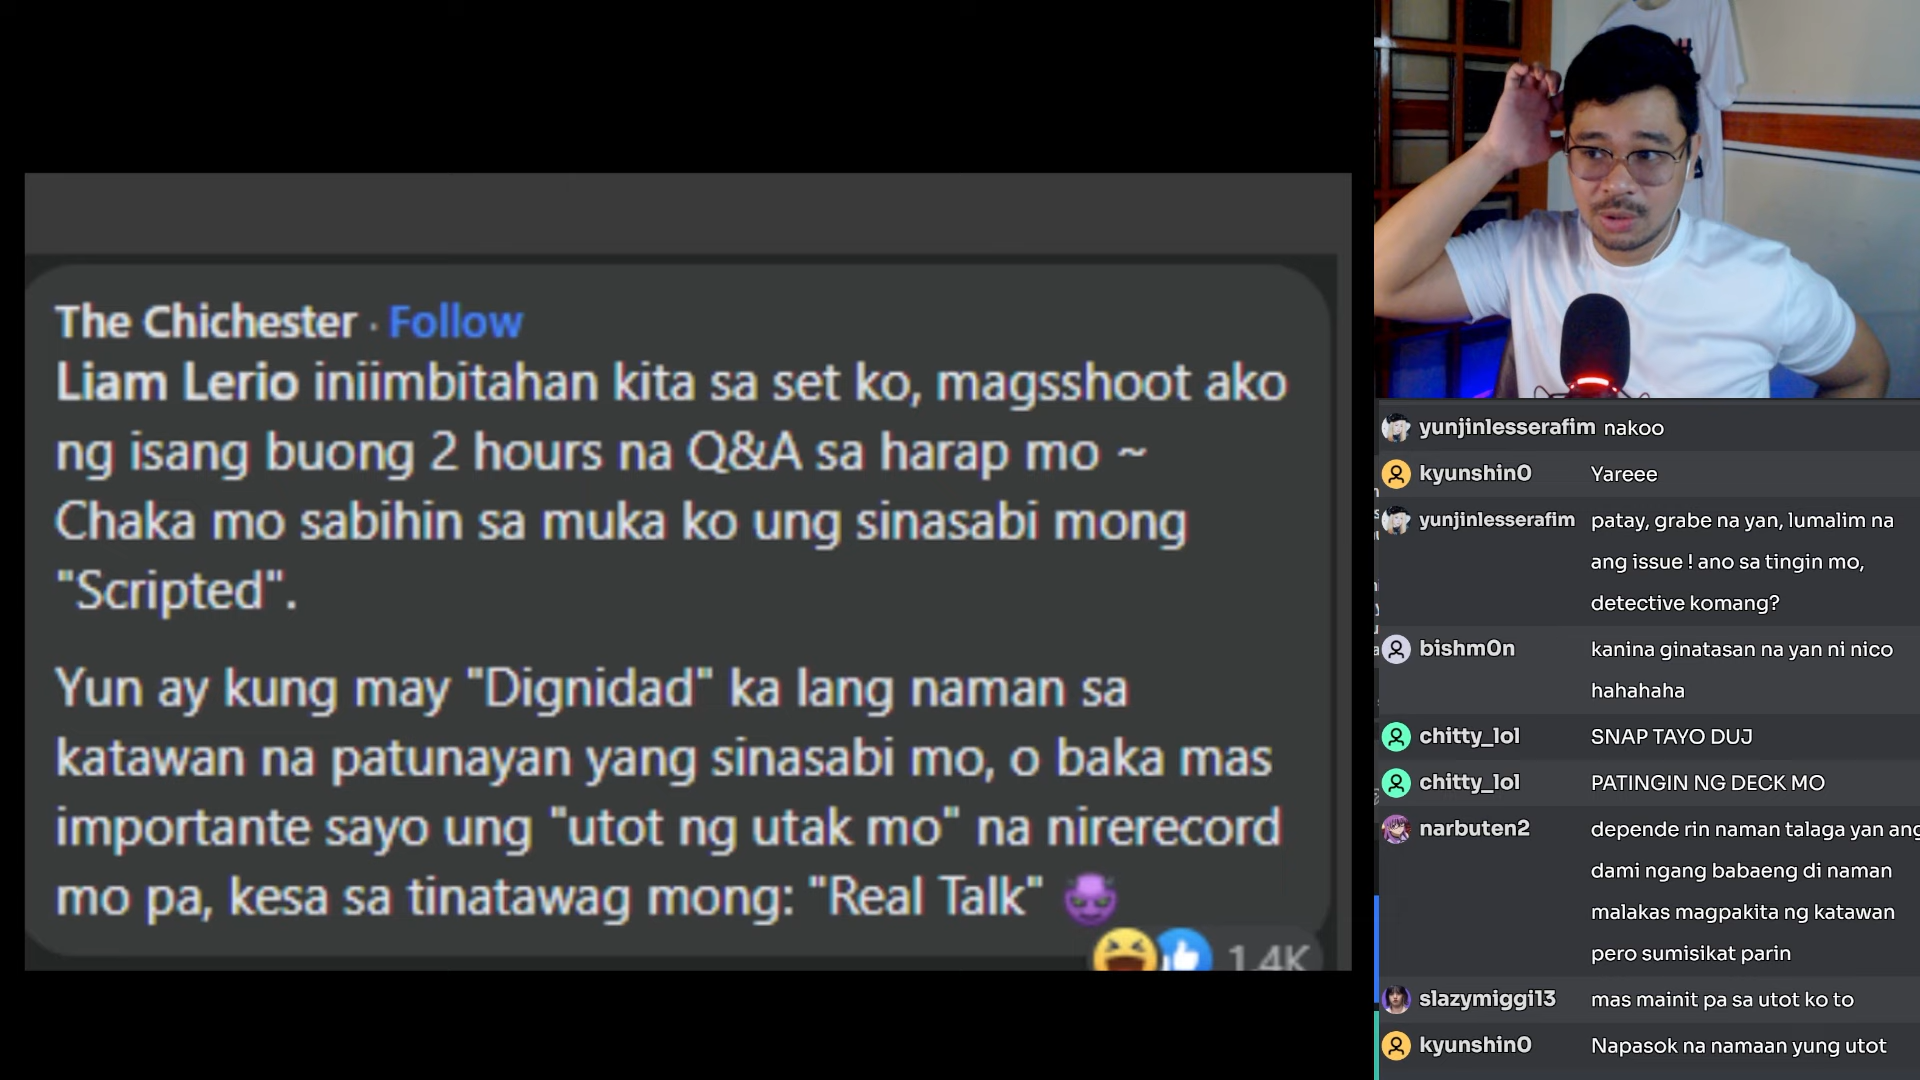 The Chichester · Follow
Liam Lerio iniimbitahan kita sa set ko, magsshoot ako
ng isang buong 2 hours na Q&A sa harap mo ~
Chaka mo sabihin sa muka ko ung sinasabi mong
"Scripted".
Yun ay kung may "Dignidad" ka lang naman sa
katawan na patunayan yang sinasabi mo, o baka mas
importante sayo ung "utot ng utak mo" na nirerecord
mo pa, kesa sa tinatawag mong: "Real Talk" 😈
1.4K
yunjinlesserafim nakoo
kyunshin0 Yareee
yunjinlesserafim patay, grabe na yan, lumalim na
ang issue ! ano sa tingin mo,
detective komang?
bishm0n kanina ginatasan na yan ni nico
hahahaha
chitty_lol SNAP TAYO DUJ
chitty_lol PATINGIN NG DECK MO
narbuten2 depende rin naman talaga yan ang
dami ngang babaeng di naman
malakas magpakita ng katawan
pero sumisikat parin
slazymiggi13 mas mainit pa sa utot ko to
kyunshin0 Napasok na namaan yung utot